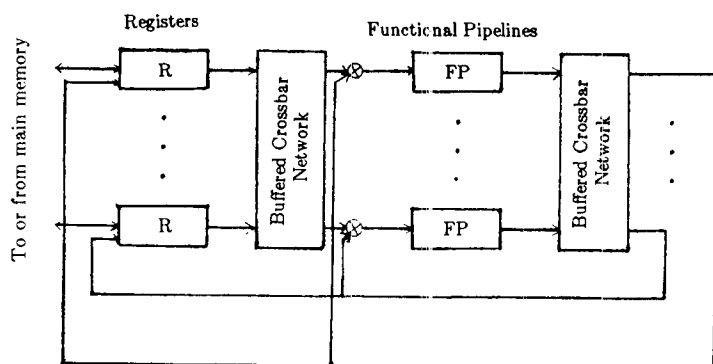 Registers
Functional Pipelines
To or from main memory
R
Buffered Crossbar
Network
FP
Buffered Crossbar
Network
R
FP